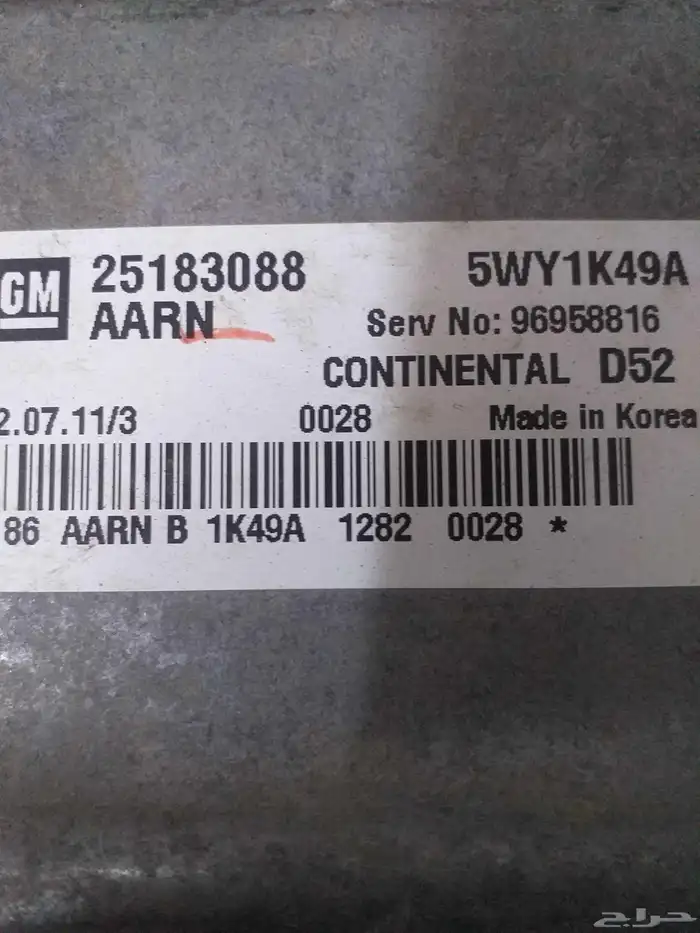 GM 25183088 5WY1K49A
AARN Serv No: 96958816
CONTINENTAL D52
2.07.11/3 0028 Made in Korea
86 AARN B 1K49A 1282 0028 *
حراج